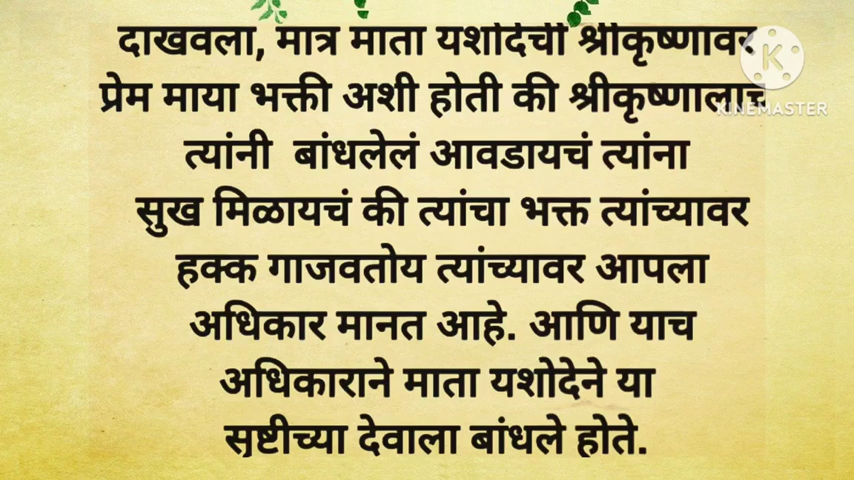 दाखवला, मात्र माता यशोदेची श्रीकृष्णावर
प्रेम माया भक्ती अशी होती की श्रीकृष्णालाच
त्यांनी बांधलेलं आवडायचं त्यांना
सुख मिळायचं की त्यांचा भक्त त्यांच्यावर
हक्क गाजवतोय त्यांच्यावर आपला
अधिकार मानत आहे. आणि याच
अधिकाराने माता यशोदेने या
सृष्टीच्या देवाला बांधले होते.
K
KINEMASTER